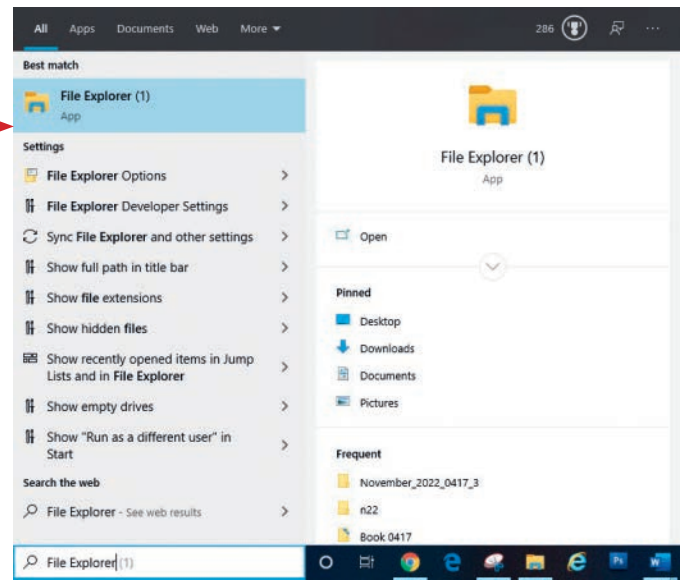 All Apps Documents Web More 286 ...
Best match
File Explorer (1)
App
Settings
File Explorer Options
File Explorer Developer Settings
Sync File Explorer and other settings
Show full path in title bar
Show file extensions
Show hidden files
Show recently opened items in Jump
Lists and in File Explorer
Show empty drives
Show "Run as a different user" in
Start
Search the web
File Explorer - See web results
File Explorer (1)
File Explorer (1)
App
Open
Pinned
Desktop
Downloads
Documents
Pictures
Frequent
November_2022_0417_3
n22
Book 0417
Ps
W